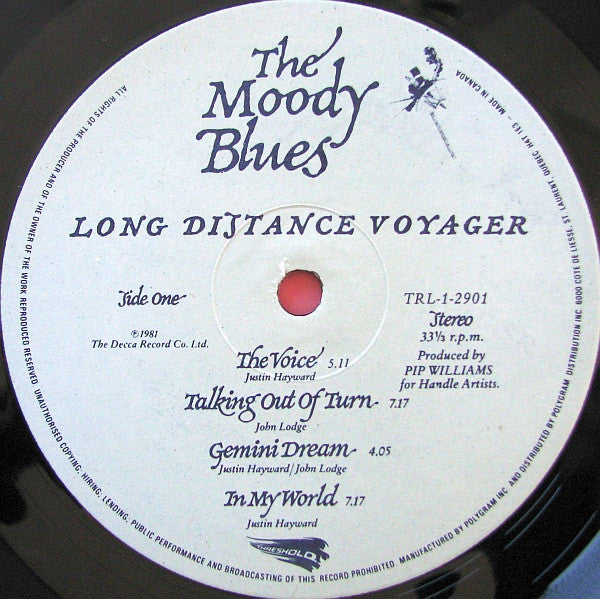 The
Moody
Blues
LONG DISTANCE VOYAGER
Side One
℗1981
The Decca Record Co. Ltd.
TRL-1-2901
Stereo
33⅓ r.p.m.
Produced by
PIP WILLIAMS
for Handle Artists.
The Voice 5.11
Justin Hayward
Talking Out Of Turn 7.17
John Lodge
Gemini Dream 4.05
Justin Hayward/John Lodge
In My World 7.17
Justin Hayward
THRESHOLD
ALL RIGHTS OF THE PRODUCER AND OF THE OWNER OF THE WORK REPRODUCED RESERVED. UNAUTHORISED COPYING, HIRING, LENDING, PUBLIC PERFORMANCE AND BROADCASTING OF THIS RECORD PROHIBITED. MANUFACTURED BY POLYGRAM INC. AND DISTRIBUTED BY POLYGRAM DISTRIBUTION INC. 6000 COTE DE LIESSE, ST. LAURENT, QUEBEC H4T 1E3 - MADE IN CANADA